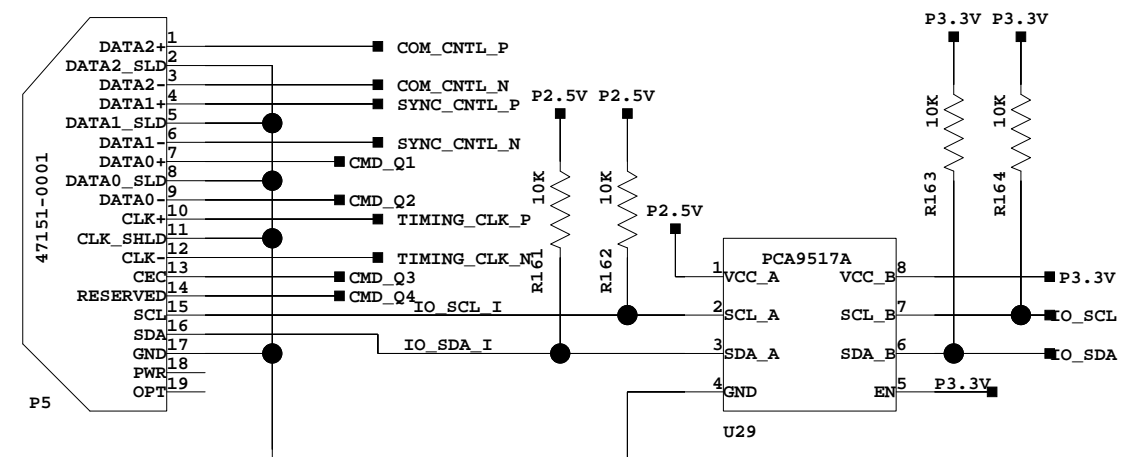 P3.3V P3.3V
DATA2+ 1 COM_CNTL_P
DATA2_SLD 2
DATA2- 3 COM_CNTL_N
DATA1+ 4 SYNC_CNTL_P
DATA1_SLD 5
DATA1- 6 SYNC_CNTL_N
DATA0+ 7 CMD_Q1
DATA0_SLD 8
DATA0- 9 CMD_Q2
CLK+ 10 TIMING_CLK_P
CLK_SHLD 11
CLK- 12 TIMING_CLK_N
CEC 13 CMD_Q3
RESERVED 14 CMD_Q4
SCL 15 IO_SCL_I
SDA 16 IO_SDA_I
GND 17
PWR 18
OPT 19
47151-0001
P5
P2.5V P2.5V
10K
R161
10K
R162
P2.5V
PCA9517A
1 VCC_A VCC_B 8 P3.3V
2 SCL_A SCL_B 7 IO_SCL
3 SDA_A SDA_B 6 IO_SDA
4 GND EN 5 P3.3V
U29
10K
R163
10K
R164